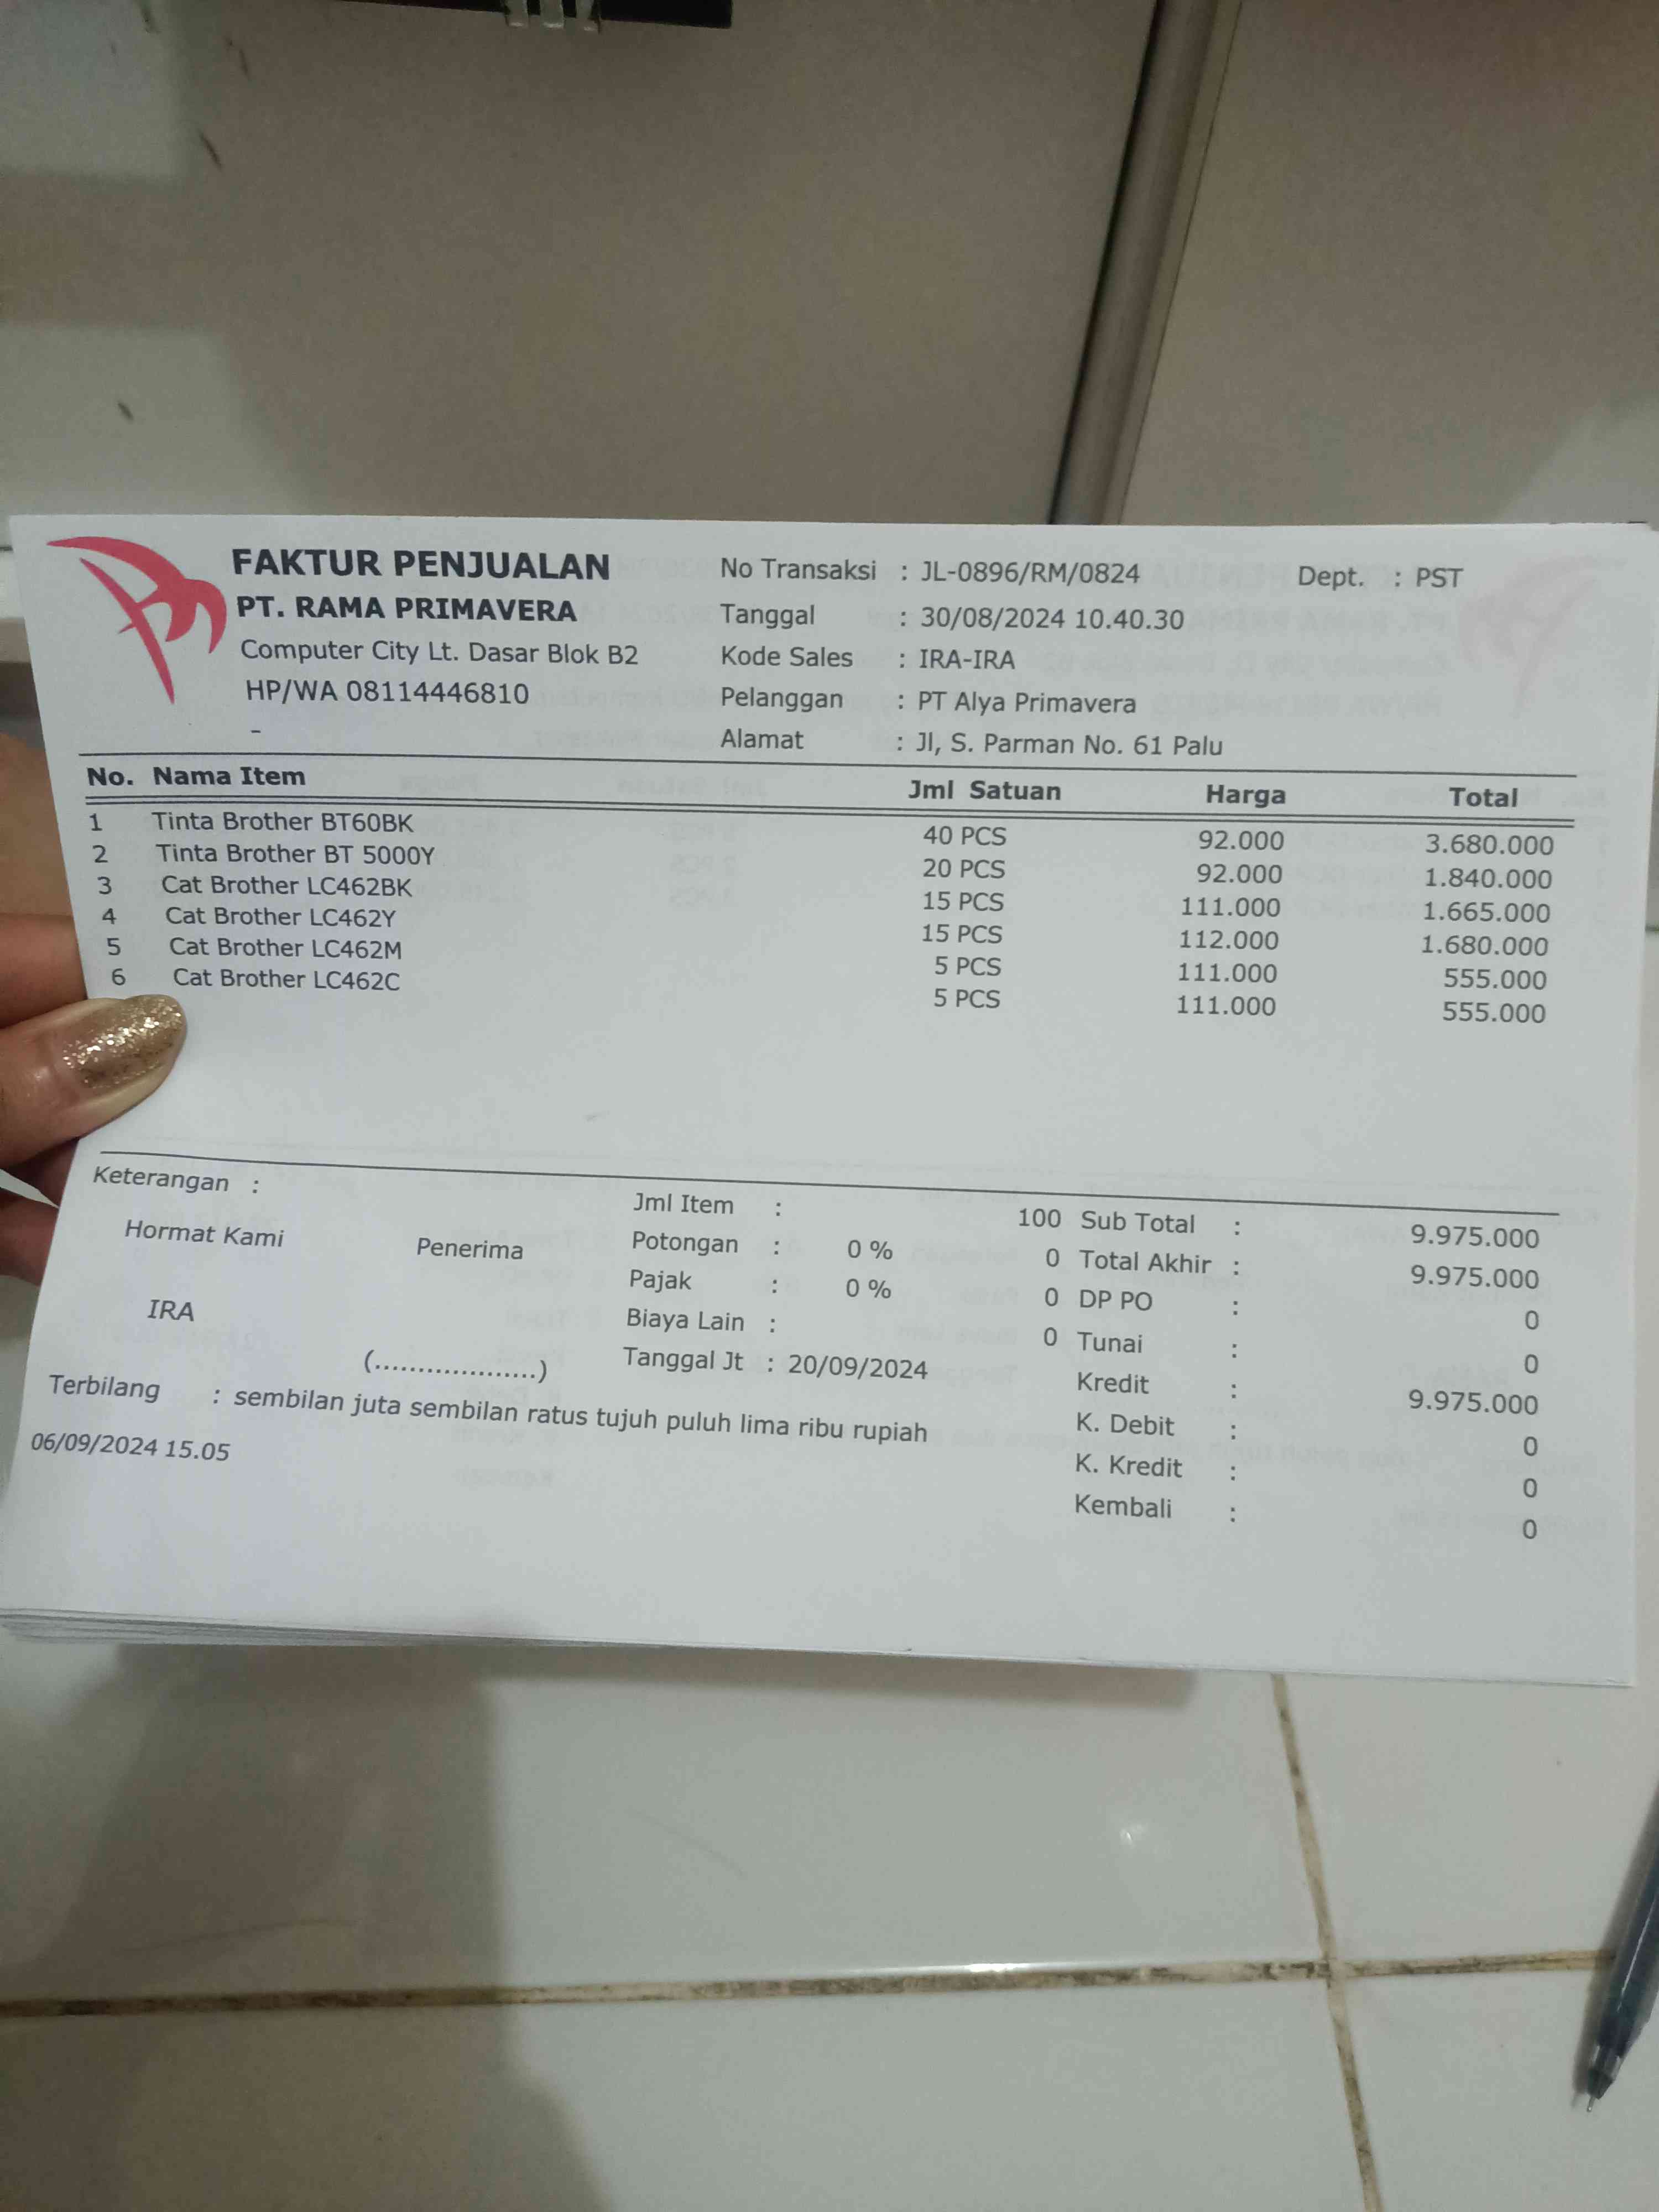 FAKTUR PENJUALAN
PT. RAMA PRIMAVERA
Computer City Lt. Dasar Blok B2
HP/WA 08114446810
-
No Transaksi : JL-0896/RM/0824 Dept. : PST
Tanggal : 30/08/2024 10.40.30
Kode Sales : IRA-IRA
Pelanggan : PT Alya Primavera
Alamat : Jl, S. Parman No. 61 Palu
No. Nama Item Jml Satuan Harga Total
1 Tinta Brother BT60BK 40 PCS 92.000 3.680.000
2 Tinta Brother BT 5000Y 20 PCS 92.000 1.840.000
3 Cat Brother LC462BK 15 PCS 111.000 1.665.000
4 Cat Brother LC462Y 15 PCS 112.000 1.680.000
5 Cat Brother LC462M 5 PCS 111.000 555.000
6 Cat Brother LC462C 5 PCS 111.000 555.000
Keterangan :
Hormat Kami Penerima
IRA
(...................)
Jml Item : 100
Potongan : 0 % 0
Pajak : 0 % 0
Biaya Lain : 0
Tanggal Jt : 20/09/2024
Sub Total : 9.975.000
Total Akhir : 9.975.000
DP PO : 0
Tunai : 0
Kredit : 9.975.000
K. Debit : 0
K. Kredit : 0
Kembali : 0
Terbilang : sembilan juta sembilan ratus tujuh puluh lima ribu rupiah
06/09/2024 15.05